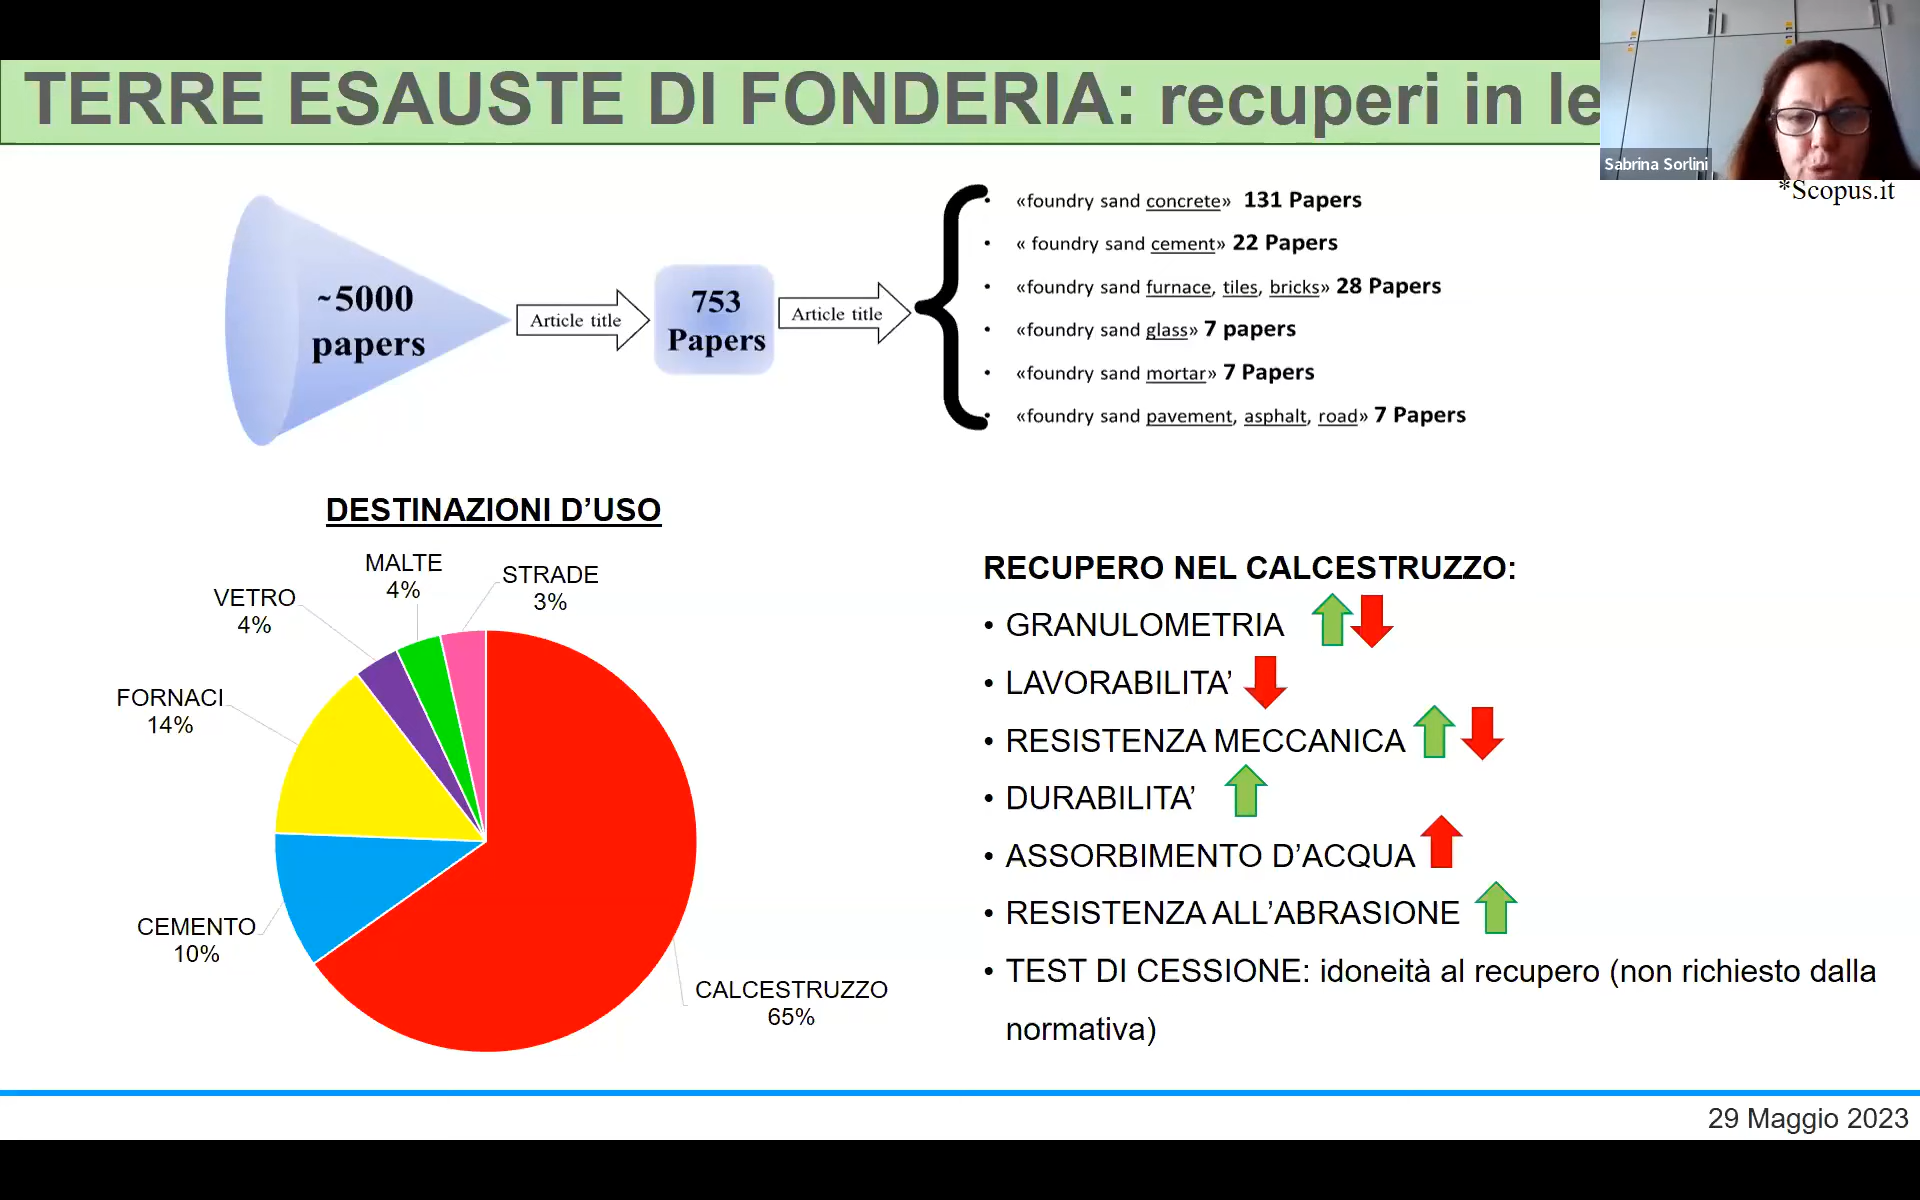 TERRE ESAUSTE DI FONDERIA: recuperi in le
Sabrina Sorlini
*Scopus.it
~5000
papers
Article title
753
Papers
Article title
• «foundry sand concrete» 131 Papers
• « foundry sand cement» 22 Papers
• «foundry sand furnace, tiles, bricks» 28 Papers
• «foundry sand glass» 7 papers
• «foundry sand mortar» 7 Papers
• «foundry sand pavement, asphalt, road» 7 Papers
DESTINAZIONI D’USO
MALTE
4%
STRADE
3%
VETRO
4%
FORNACI
14%
CEMENTO
10%
CALCESTRUZZO
65%
RECUPERO NEL CALCESTRUZZO:
• GRANULOMETRIA
• LAVORABILITA’
• RESISTENZA MECCANICA
• DURABILITA’
• ASSORBIMENTO D’ACQUA
• RESISTENZA ALL’ABRASIONE
• TEST DI CESSIONE: idoneità al recupero (non richiesto dalla
normativa)
29 Maggio 2023